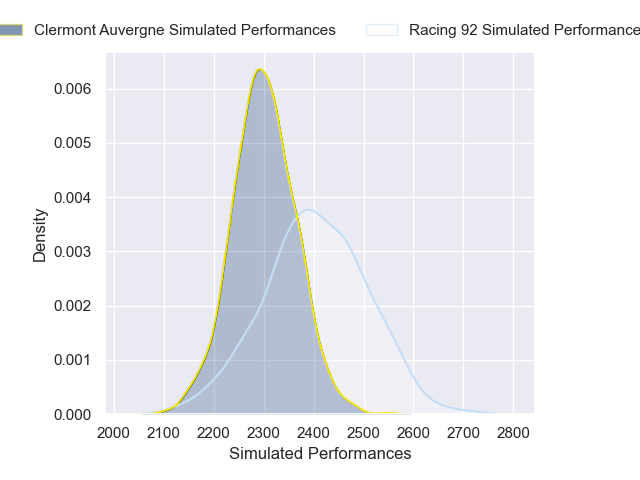 Clermont Auvergne Simulated Performances
Racing 92 Simulated Performance
0.006
0.005
0.004
0.003
0.002
0.001
0.000
Density
2000 2100 2200 2300 2400 2500 2600 2700 2800
Simulated Performances